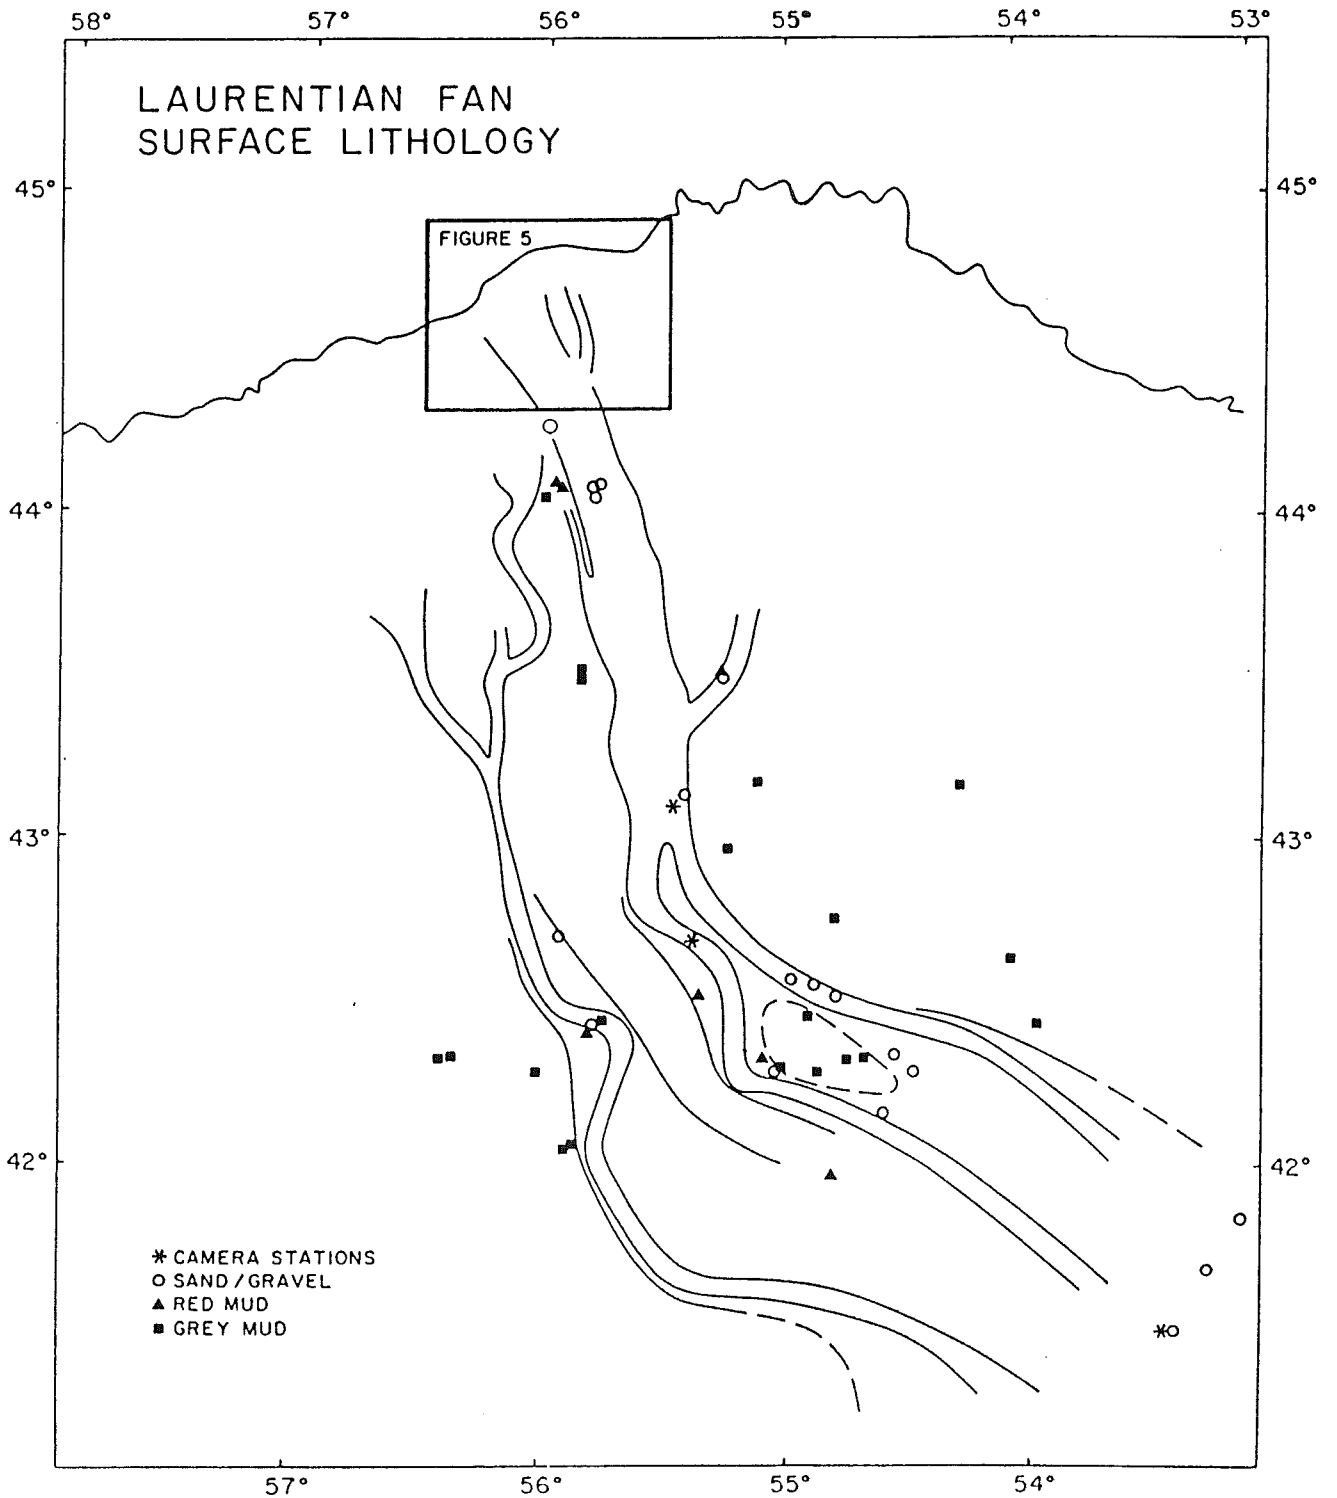 58° 57° 56° 55° 54° 53°
LAURENTIAN FAN
SURFACE LITHOLOGY
45° 45°
FIGURE 5
44° 44°
43° 43°
42° 42°
CAMERA STATIONS
SAND/GRAVEL
RED MUD
GREY MUD
57° 56° 55° 54°